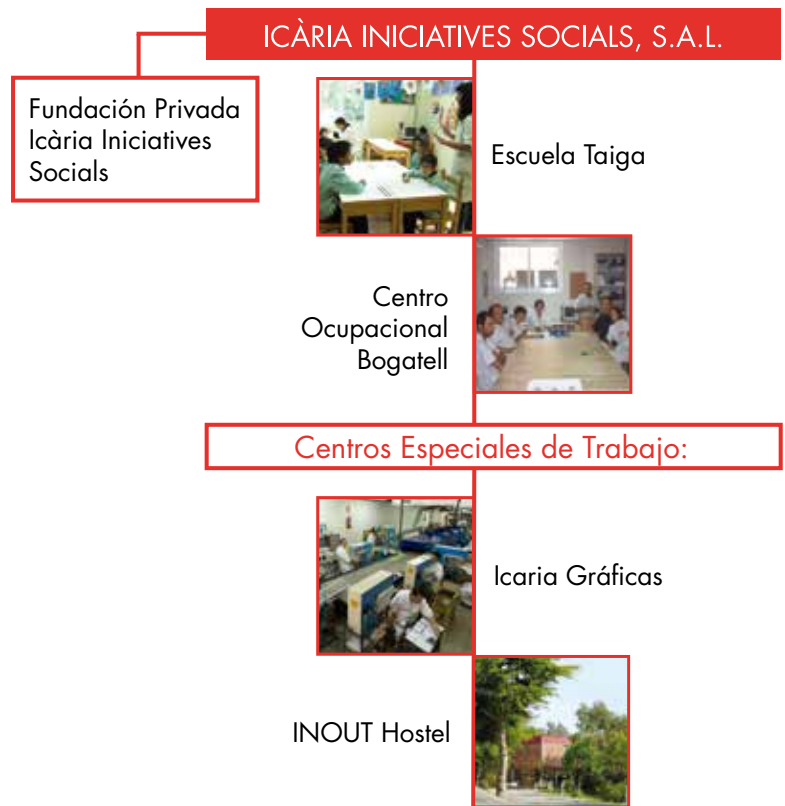 ICÀRIA INICIATIVES SOCIALS, S.A.L.
Fundación Privada
Icària Iniciatives
Socials
Escuela Taiga
Centro
Ocupacional
Bogatell
Centros Especiales de Trabajo:
Icaria Gráficas
INOUT Hostel